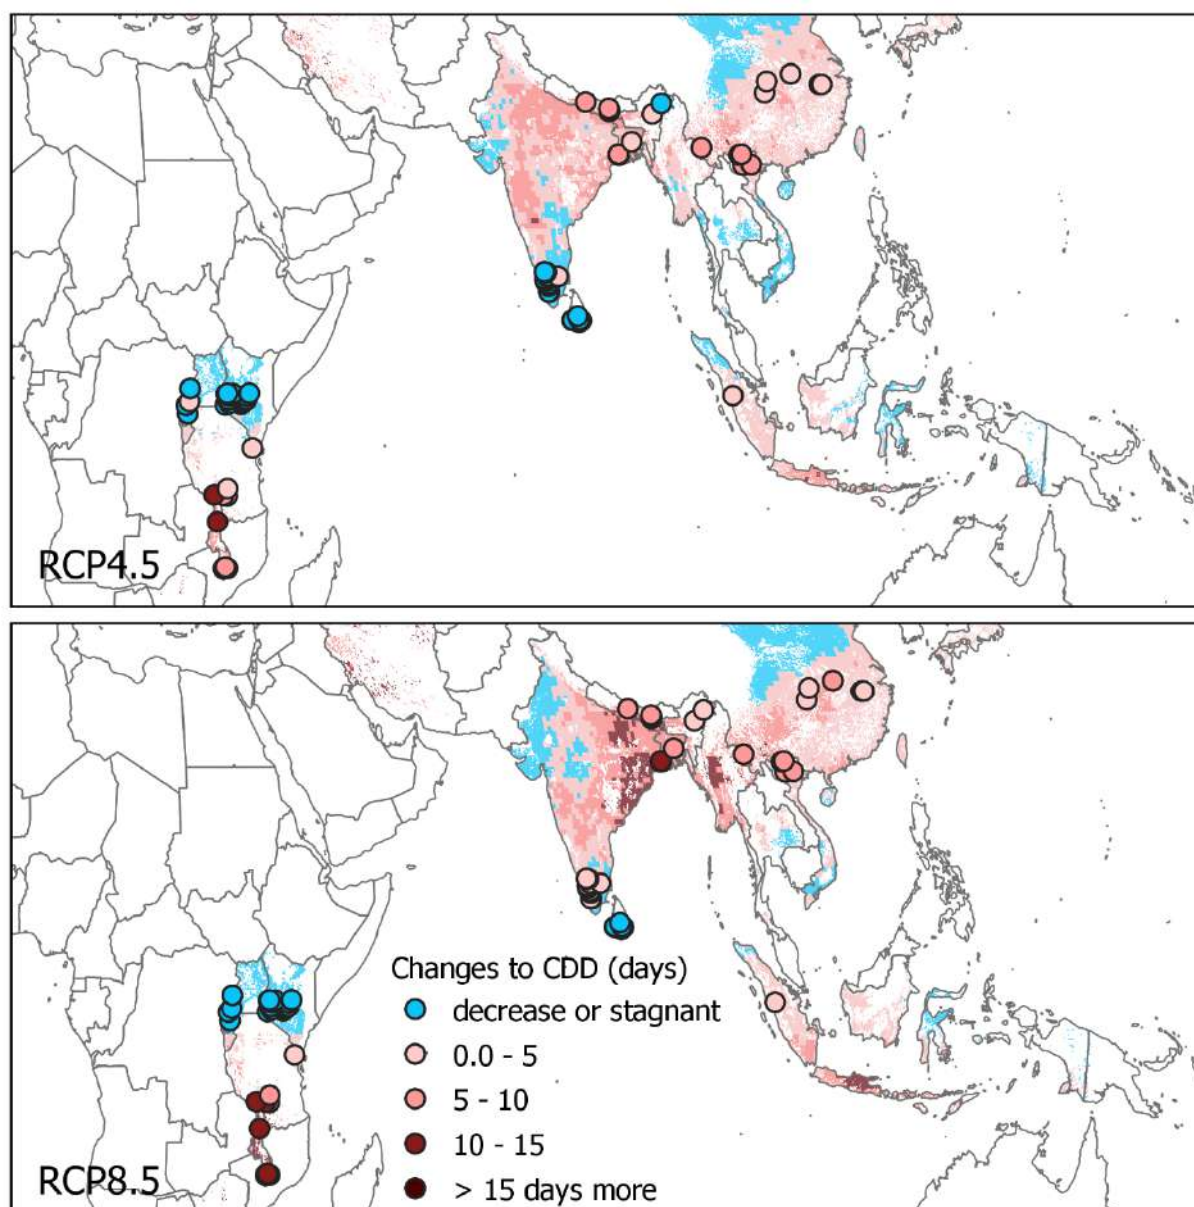 RCP4.5
Changes to CDD (days)
decrease or stagnant
0.0 - 5
5 - 10
10 - 15
> 15 days more
RCP8.5